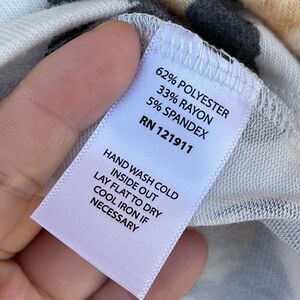 62% POLYESTER
33% RAYON
5% SPANDEX
RN 121911
HAND WASH COLD
INSIDE OUT
LAY FLAT TO DRY
COOL IRON IF
NECESSARY